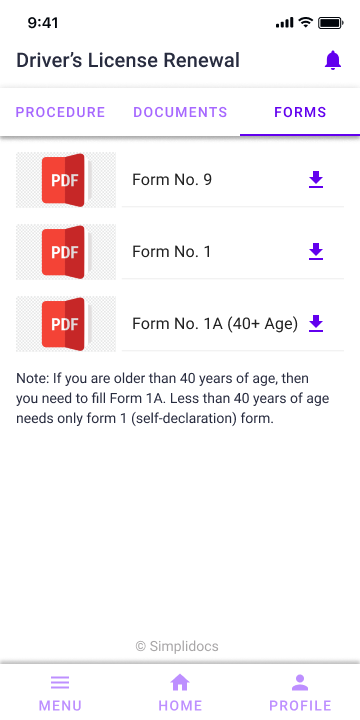 9:41
Driver’s License Renewal
PROCEDURE DOCUMENTS FORMS
PDF Form No. 9
PDF Form No. 1
PDF Form No. 1A (40+ Age)
Note: If you are older than 40 years of age, then
you need to fill Form 1A. Less than 40 years of age
needs only form 1 (self-declaration) form.
© Simplidocs
MENU HOME PROFILE